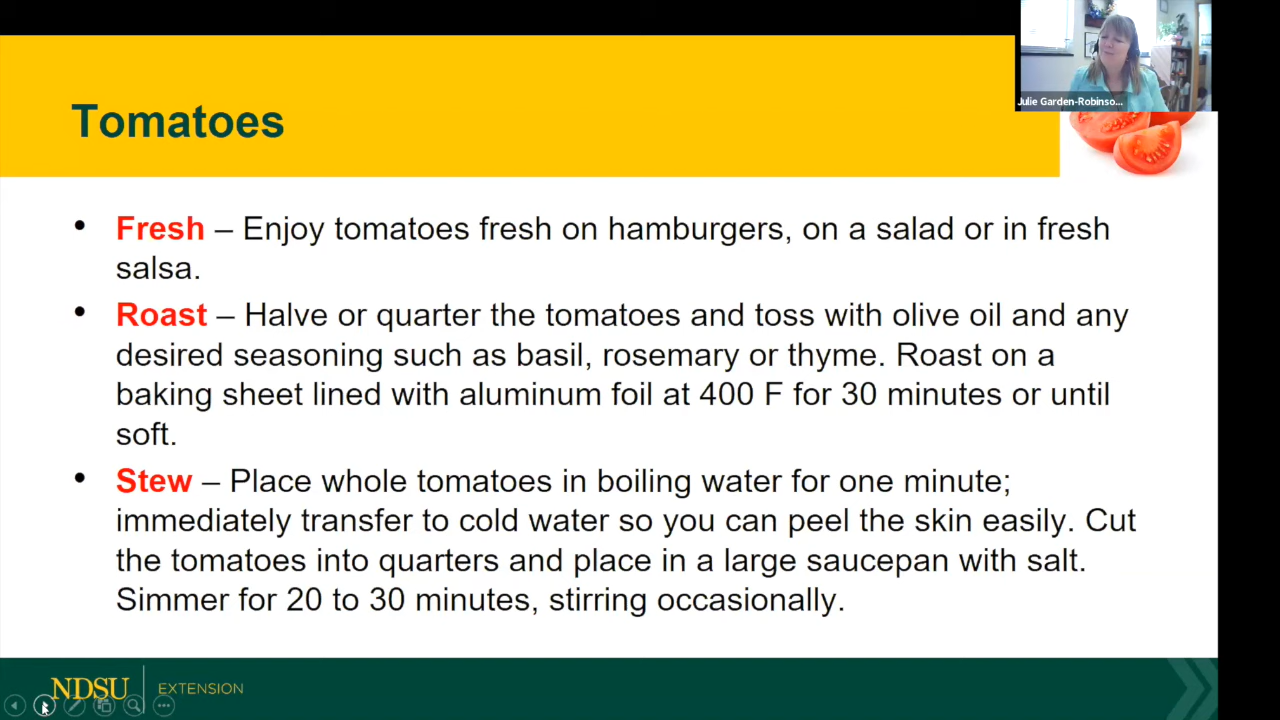 Julie Garden-Robinso...
Tomatoes
• Fresh – Enjoy tomatoes fresh on hamburgers, on a salad or in fresh
salsa.
• Roast – Halve or quarter the tomatoes and toss with olive oil and any
desired seasoning such as basil, rosemary or thyme. Roast on a
baking sheet lined with aluminum foil at 400 F for 30 minutes or until
soft.
• Stew – Place whole tomatoes in boiling water for one minute;
immediately transfer to cold water so you can peel the skin easily. Cut
the tomatoes into quarters and place in a large saucepan with salt.
Simmer for 20 to 30 minutes, stirring occasionally.
NDSU EXTENSION